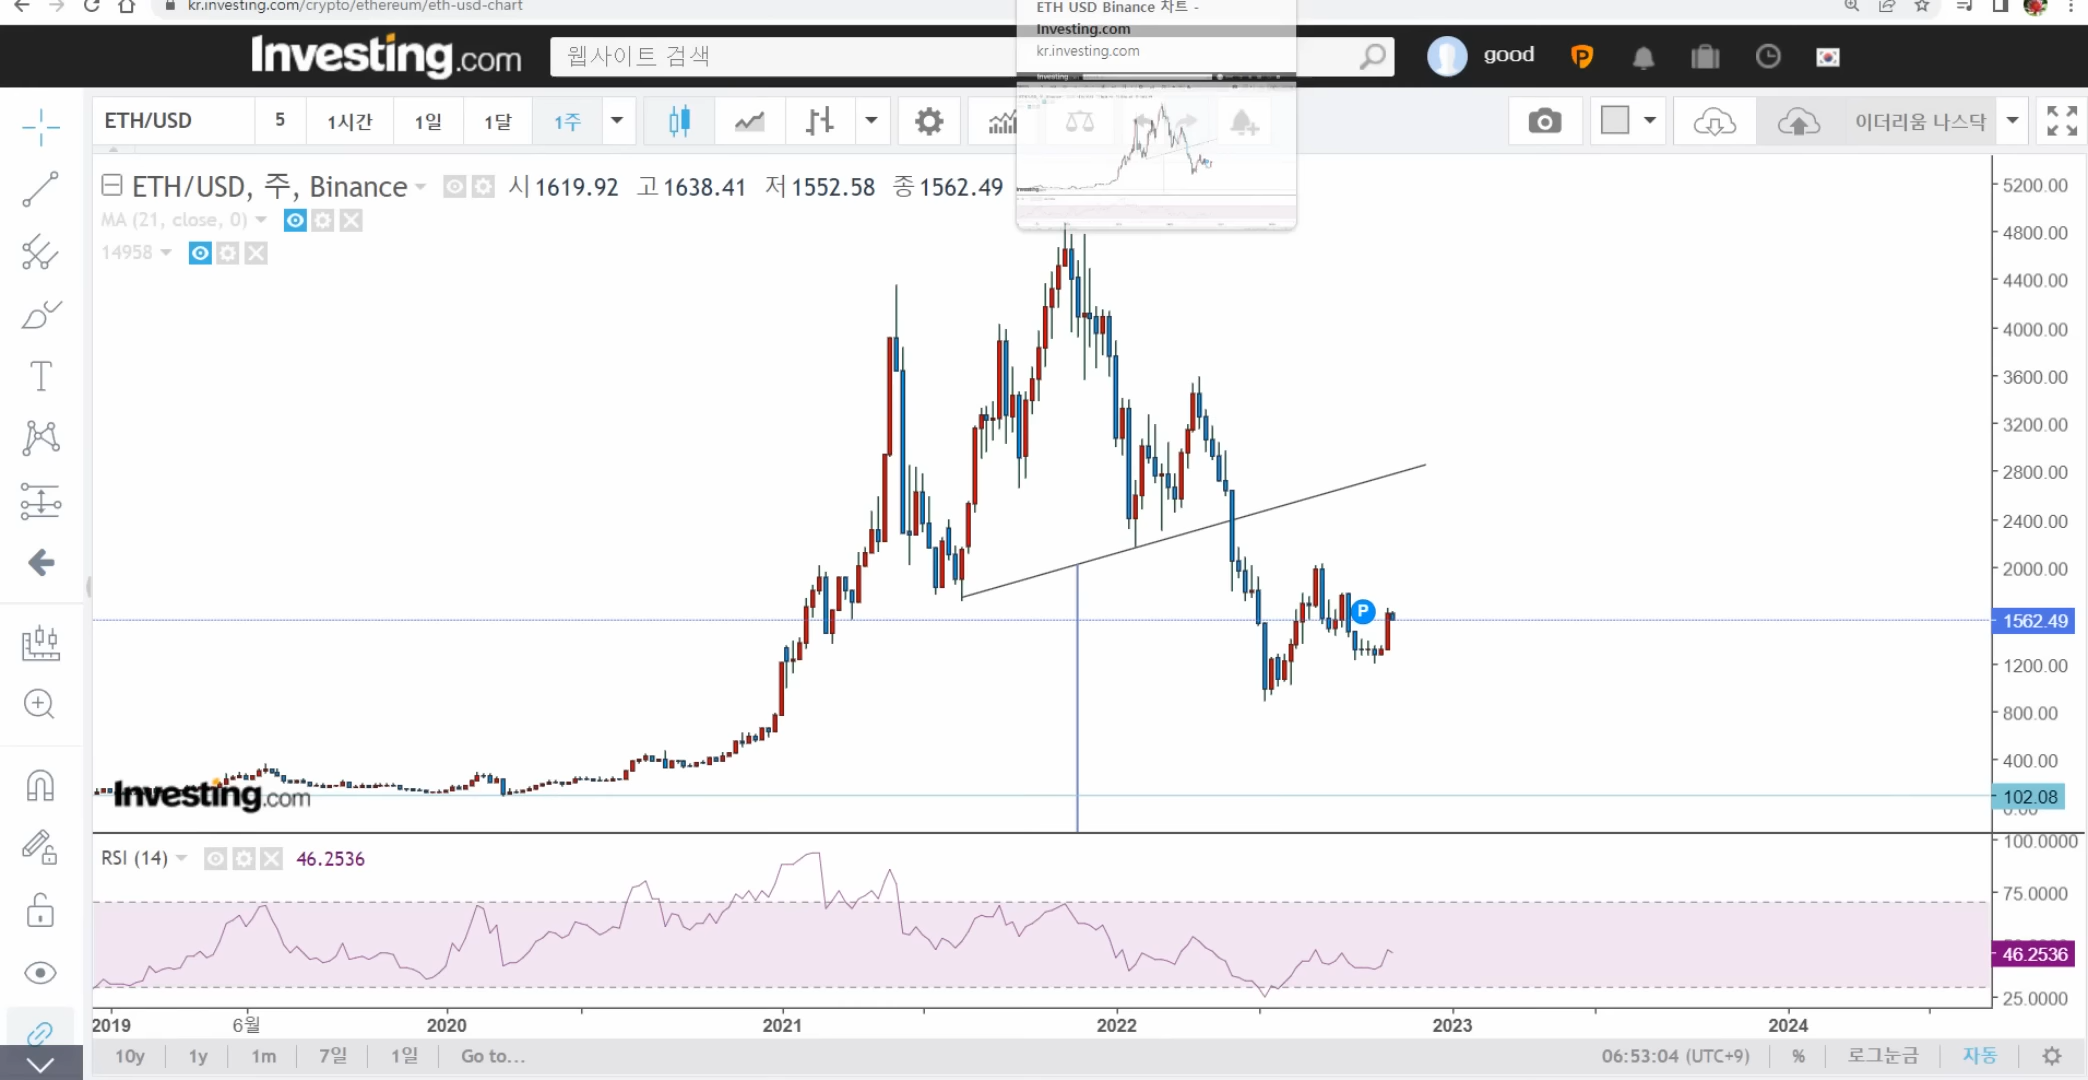 kr.investing.com/crypto/ethereum/eth-usd-chart
ETH USD Binance 차트 -
Investing.com
kr.investing.com
Investing.com
웹사이트 검색
good
P
ETH/USD
5
1시간
1일
1달
1주
이더리움 나스닥
ETH/USD, 주, Binance
시 1619.92 고 1638.41 저 1552.58 종 1562.49
MA (21, close, 0)
14958
5200.00
4800.00
4400.00
4000.00
3600.00
3200.00
2800.00
2400.00
2000.00
P
1562.49
1200.00
800.00
400.00
102.08
Investing.com
RSI (14)
46.2536
100.0000
75.0000
46.2536
25.0000
2019
6월
2020
2021
2022
2023
2024
10y
1y
1m
7일
1일
Go to...
06:53:04 (UTC+9)
%
로그눈금
자동